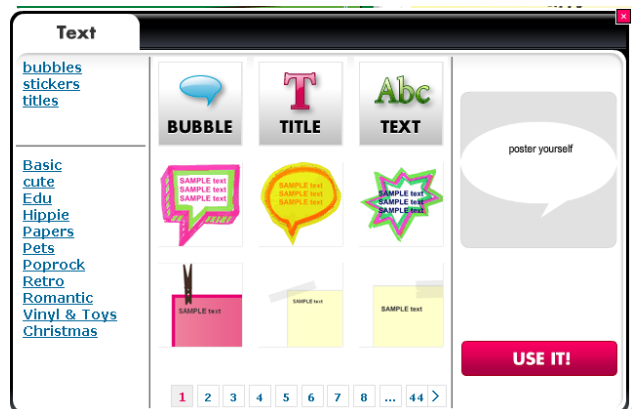 Text
bubbles
stickers
titles
Basic
cute
Edu
Hippie
Papers
Pets
Poprock
Retro
Romantic
Vinyl & Toys
Christmas
BUBBLE
T
TITLE
Abc
TEXT
SAMPLE text
SAMPLE text
SAMPLE text
SAMPLE text
SAMPLE text
SAMPLE text
SAMPLE text
SAMPLE text
SAMPLE text
SAMPLE text
SAMPLE text
SAMPLE text
1 2 3 4 5 6 7 8 ... 44 >
poster yourself
USE IT!